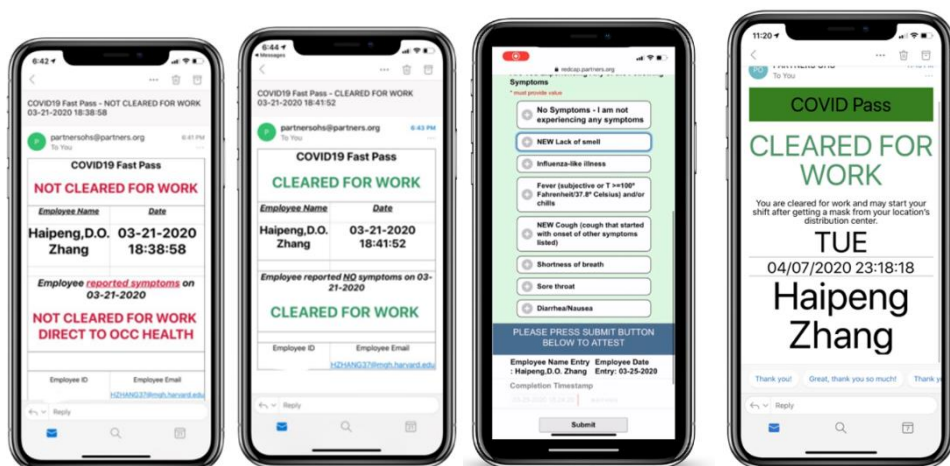 6:42
COVID19 Fast Pass - NOT CLEARED FOR WORK
03-21-2020 18:38:58
P
partnersohs@partners.org
6:41 PM
To You
COVID19 Fast Pass
NOT CLEARED FOR WORK
Employee Name Date
Haipeng,D.O. 03-21-2020
Zhang 18:38:58
Employee reported symptoms on
03-21-2020
NOT CLEARED FOR WORK
DIRECT TO OCC HEALTH
Employee ID Employee Email
HZHANG37@mgh.harvard.edu
Reply
6:44
Messages
COVID19 Fast Pass - CLEARED FOR WORK
03-21-2020 18:41:52
P
partnersohs@partners.org
6:43 PM
To You
COVID19 Fast Pass
CLEARED FOR WORK
Employee Name Date
Haipeng,D.O. 03-21-2020
Zhang 18:41:52
Employee reported NO symptoms on 03-
21-2020
CLEARED FOR WORK
Employee ID Employee Email
HZHANG37@mgh.harvard.edu
Reply
redcap.partners.org
Symptoms
* must provide value
No Symptoms - I am not
experiencing any symptoms
NEW Lack of smell
Influenza-like illness
Fever (subjective or T >=100°
Fahrenheit/37.8° Celsius) and/or
chills
NEW Cough (cough that started
with onset of other symptoms
listed)
Shortness of breath
Sore throat
Diarrhea/Nausea
PLEASE PRESS SUBMIT BUTTON
BELOW TO ATTEST
Employee Name Entry Employee Date
: Haipeng,D.O. Zhang Entry: 03-25-2020
Completion Timestamp
Submit
11:20
To You
COVID Pass
CLEARED FOR
WORK
You are cleared for work and may start your
shift after getting a mask from your location's
distribution center.
TUE
04/07/2020 23:18:18
Haipeng
Zhang
Thank you! Great, thank you so much!
Reply